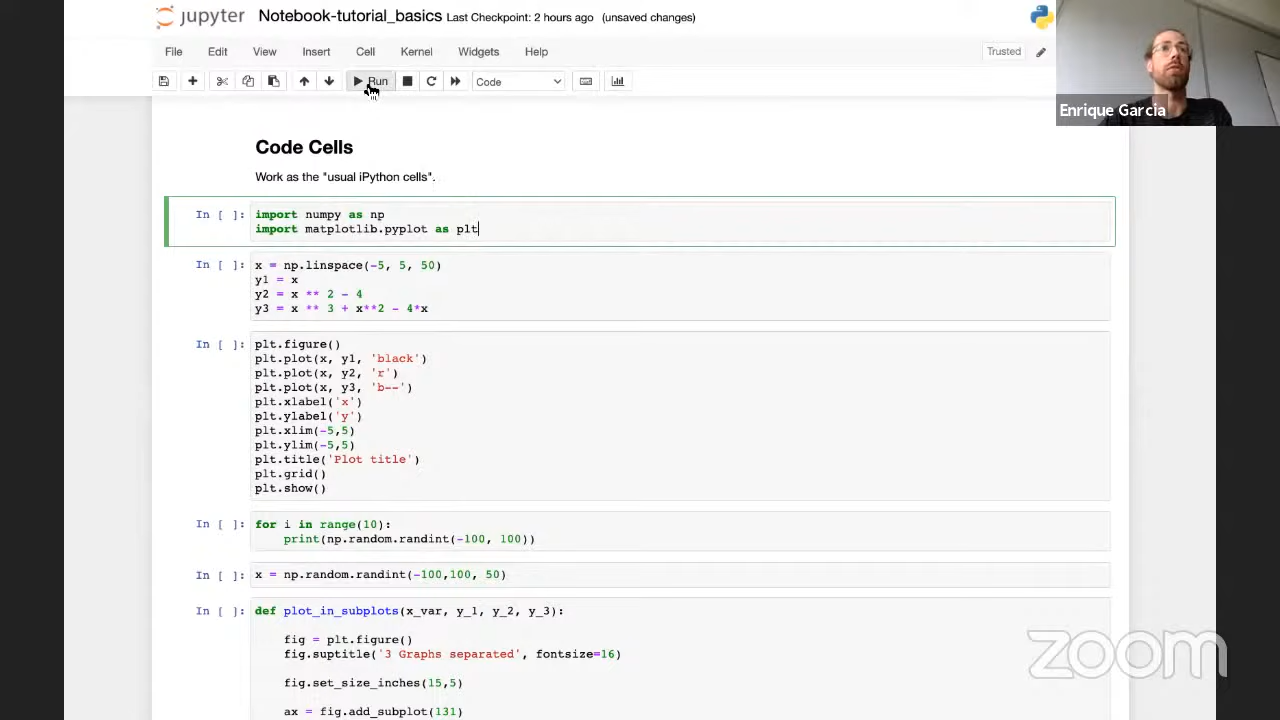 jupyter Notebook-tutorial_basics Last Checkpoint: 2 hours ago (unsaved changes)
File Edit View Insert Cell Kernel Widgets Help Trusted
Run Code
Enrique Garcia
Code Cells
Work as the "usual iPython cells".
In [ ]: import numpy as np
import matplotlib.pyplot as plt
In [ ]: x = np.linspace(-5, 5, 50)
y1 = x
y2 = x ** 2 - 4
y3 = x ** 3 + x**2 - 4*x
In [ ]: plt.figure()
plt.plot(x, y1, 'black')
plt.plot(x, y2, 'r')
plt.plot(x, y3, 'b--')
plt.xlabel('x')
plt.ylabel('y')
plt.xlim(-5,5)
plt.ylim(-5,5)
plt.title('Plot title')
plt.grid()
plt.show()
In [ ]: for i in range(10):
print(np.random.randint(-100, 100))
In [ ]: x = np.random.randint(-100,100, 50)
In [ ]: def plot_in_subplots(x_var, y_1, y_2, y_3):
fig = plt.figure()
fig.suptitle('3 Graphs separated', fontsize=16)
fig.set_size_inches(15,5)
ax = fig.add_subplot(131)
zoom